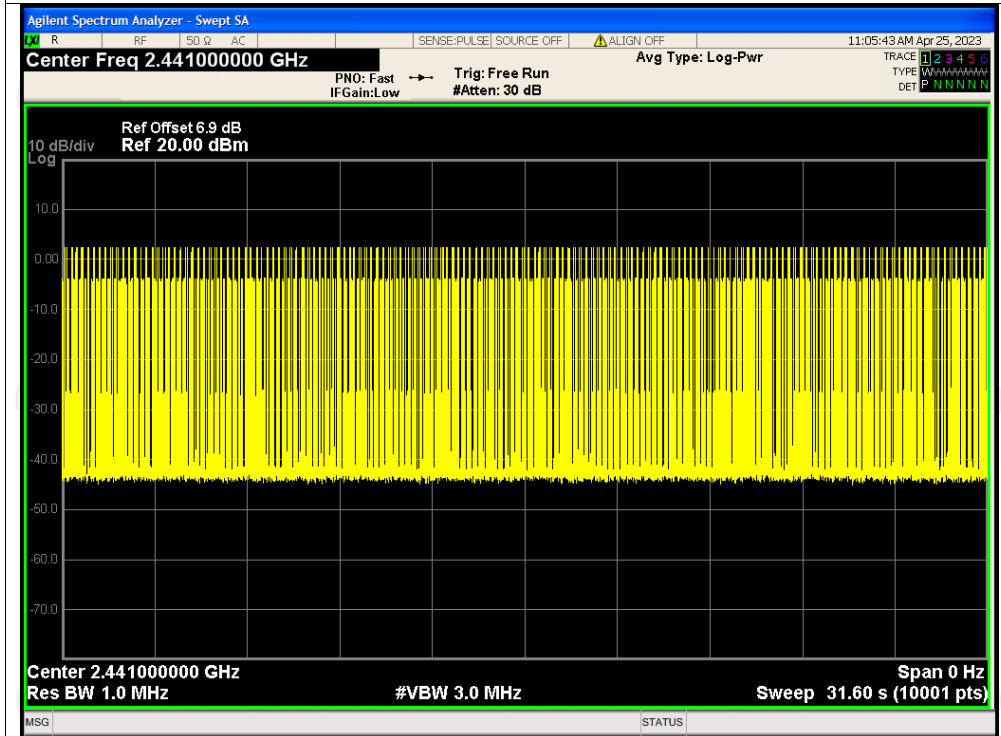 Agilent Spectrum Analyzer - Swept SA
LXI R RF 50 Ω AC SENSE:PULSE SOURCE OFF ALIGN OFF 11:05:43 AM Apr 25, 2023
Center Freq 2.441000000 GHz Avg Type: Log-Pwr TRACE 1 2 3 4 5 6
PNO: Fast Trig: Free Run TYPE WWWWWW
IFGain:Low #Atten: 30 dB DET P N N N N N
Ref Offset 6.9 dB
10 dB/div Ref 20.00 dBm
Log
10.0
0.00
-10.0
-20.0
-30.0
-40.0
-50.0
-60.0
-70.0
Center 2.441000000 GHz Span 0 Hz
Res BW 1.0 MHz #VBW 3.0 MHz Sweep 31.60 s (10001 pts)
MSG STATUS